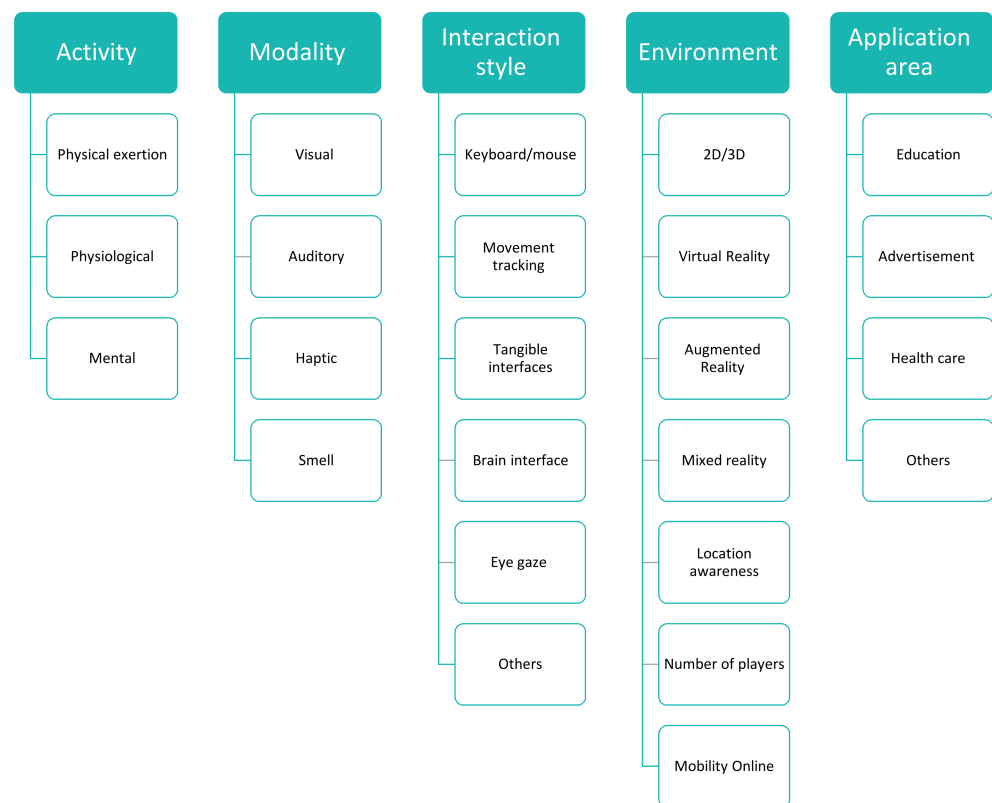 Activity
Physical exertion
Physiological
Mental
Modality
Visual
Auditory
Haptic
Smell
Interaction
style
Keyboard/mouse
Movement
tracking
Tangible
interfaces
Brain interface
Eye gaze
Others
Environment
2D/3D
Virtual Reality
Augmented
Reality
Mixed reality
Location
awareness
Number of players
Mobility Online
Application
area
Education
Advertisement
Health care
Others